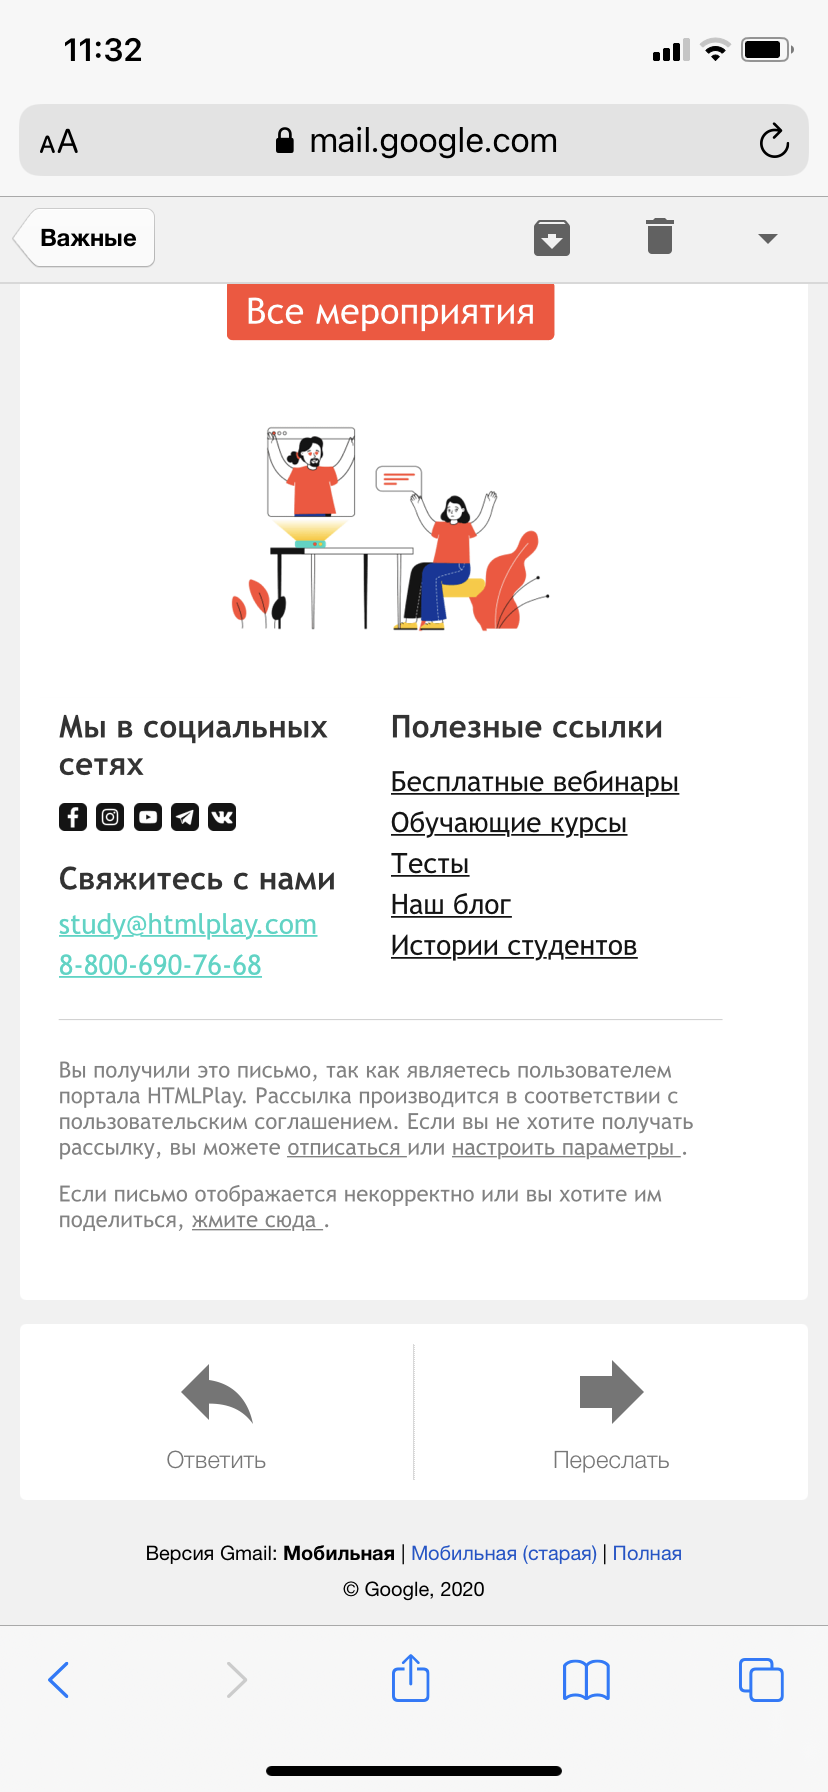 11:32
AA mail.google.com
Важные
Все мероприятия
Мы в социальных
сетях
Свяжитесь с нами
study@htmlplay.com
8-800-690-76-68
Полезные ссылки
Бесплатные вебинары
Обучающие курсы
Тесты
Наш блог
Истории студентов
Вы получили это письмо, так как являетесь пользователем
портала HTMLPlay. Рассылка производится в соответствии с
пользовательским соглашением. Если вы не хотите получать
рассылку, вы можете отписаться или настроить параметры .
Если письмо отображается некорректно или вы хотите им
поделиться, жмите сюда .
Ответить
Переслать
Версия Gmail: Мобильная | Мобильная (старая) | Полная
© Google, 2020